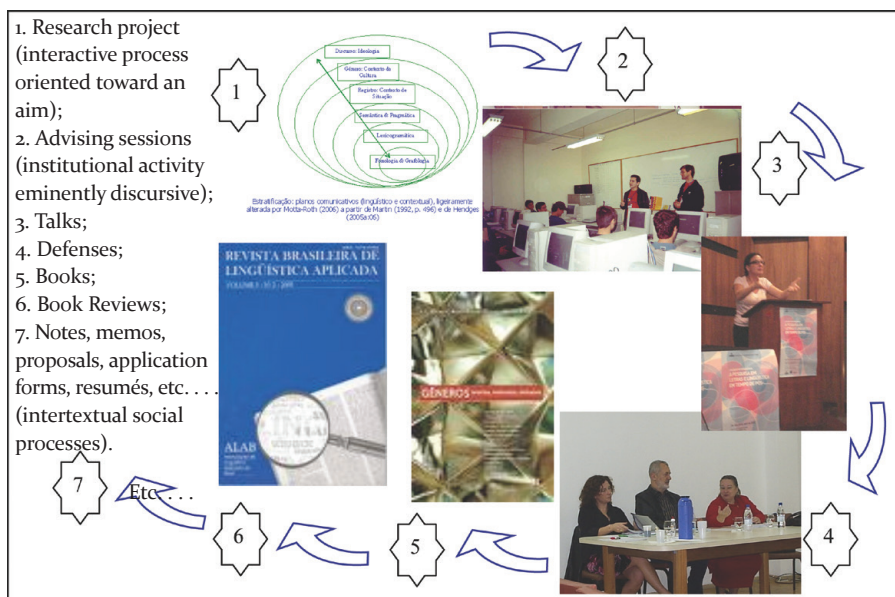 1. Research project
(interactive process
oriented toward an
aim);
2. Advising sessions
(institutional activity
eminently discursive);
3. Talks;
4. Defenses;
5. Books;
6. Book Reviews;
7. Notes, memos,
proposals, application
forms, resumés, etc. . . .
(intertextual social
processes).
Etc. . . .
1
2
3
4
5
6
7
Discurso: Ideologia
Gênero: Contexto de
Cultura
Registro: Contexto de
Situação
Semântica & Pragmática
Lexicogramática
Fonologia & Grafologia
Estratificação: planos comunicativos (lingüístico e contextual), ligeiramente
alterada por Motta-Roth (2006) a partir de Martin (1992, p. 496) e de Hendges
(2005a:06)
REVISTA BRASILEIRA DE
LINGÜÍSTICA APLICADA
ALAB
GÊNEROS